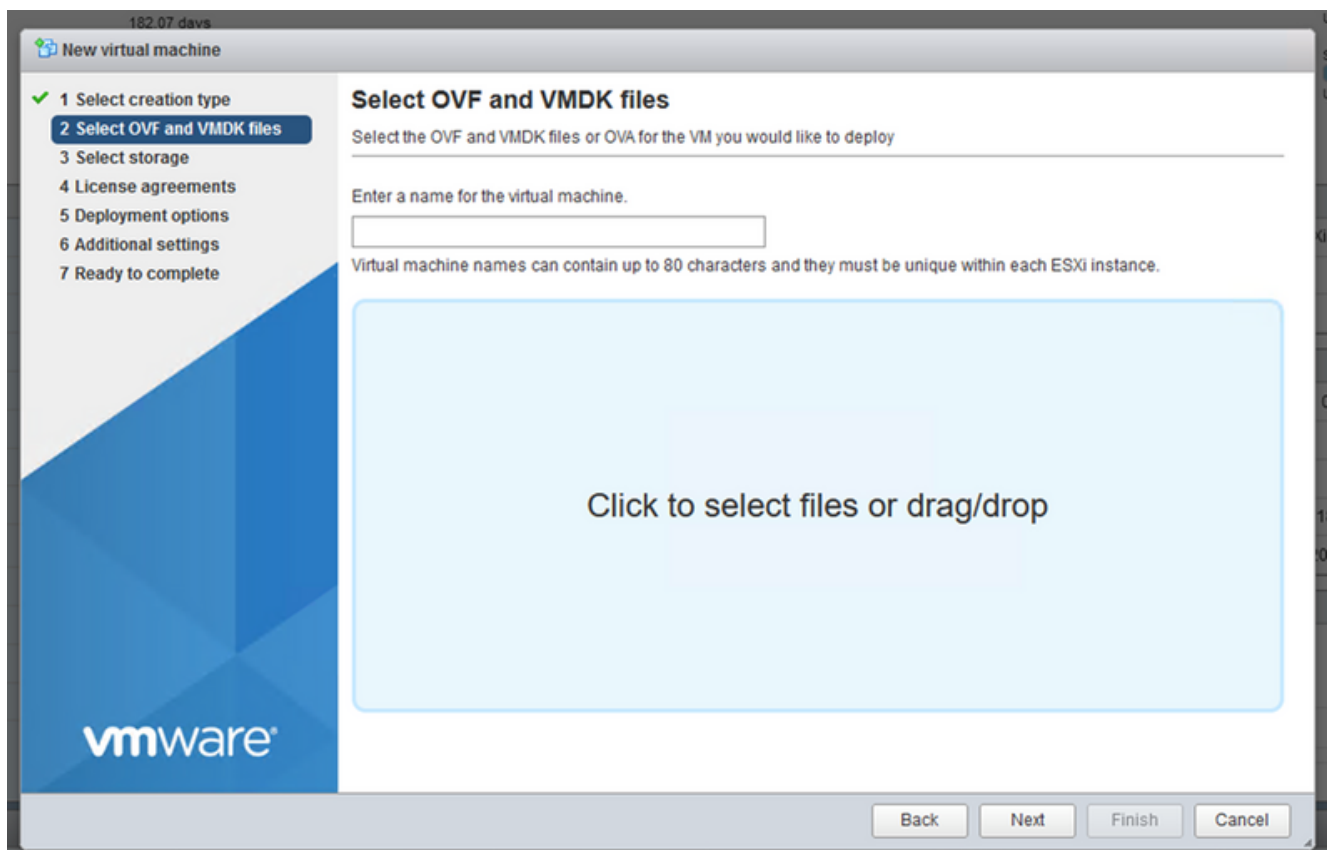 182.07 days
New virtual machine
1 Select creation type
2 Select OVF and VMDK files
3 Select storage
4 License agreements
5 Deployment options
6 Additional settings
7 Ready to complete
Select OVF and VMDK files
Select the OVF and VMDK files or OVA for the VM you would like to deploy
Enter a name for the virtual machine.
Virtual machine names can contain up to 80 characters and they must be unique within each ESXi instance.
Click to select files or drag/drop
vmware®
Back Next Finish Cancel